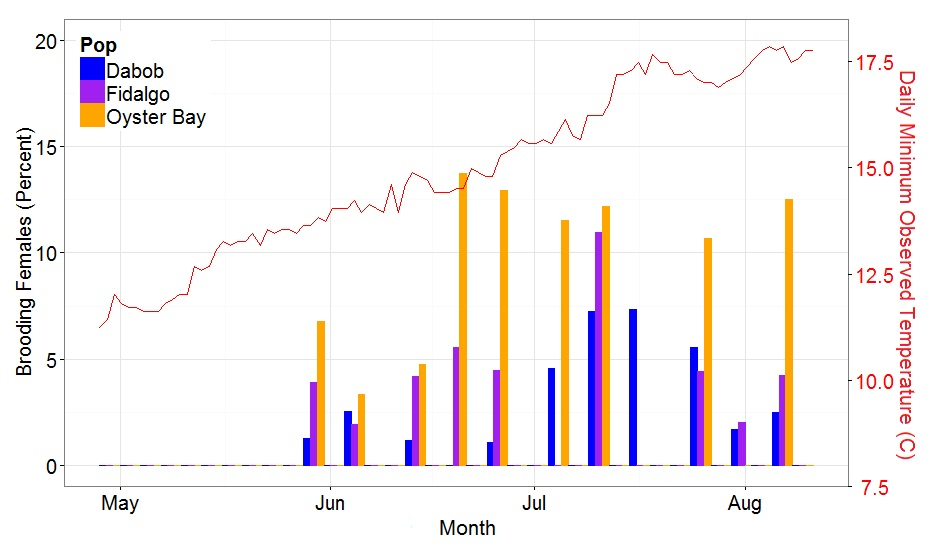 Pop
Dabob
Fidalgo
Oyster Bay
Brooding Females (Percent)
20
15
10
5
0
17.5
15.0
12.5
10.0
7.5
Daily Minimum Observed Temperature (C)
May
Jun
Jul
Aug
Month